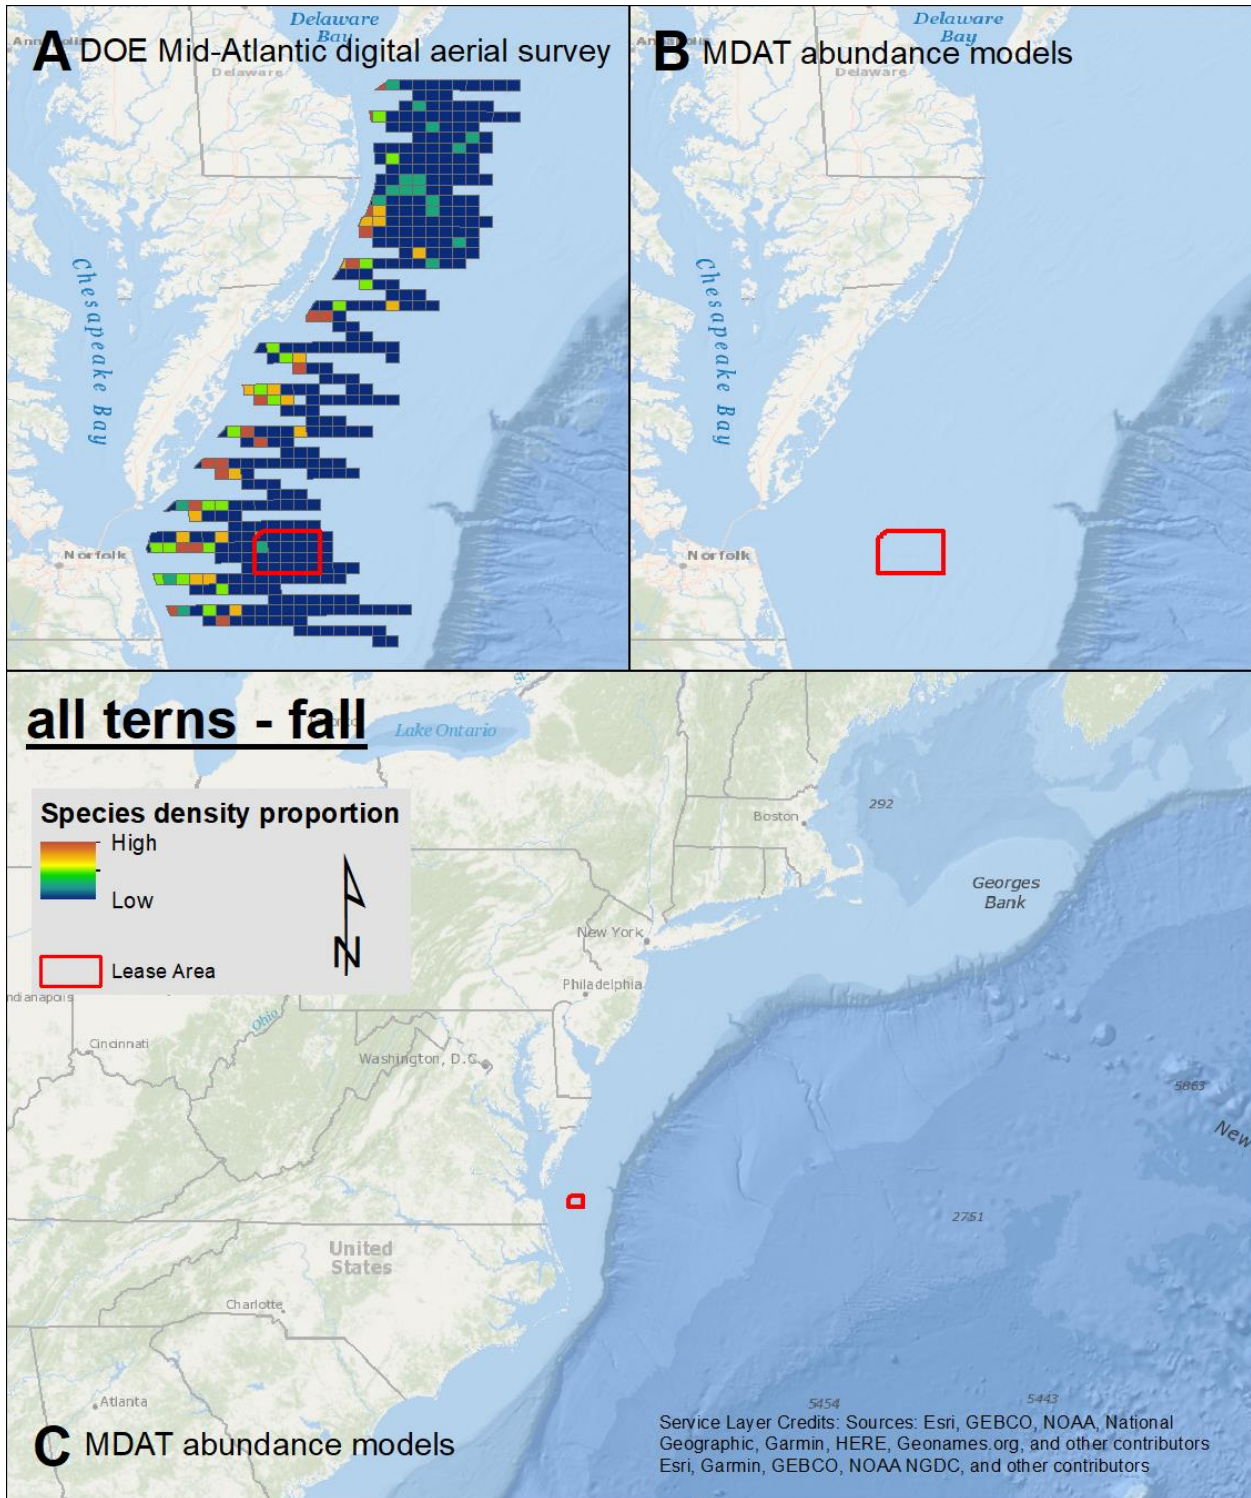 Delaware
Bay
A DOE Mid-Atlantic digital aerial survey
Delaware
Chesapeake Bay
Norfolk
Delaware
Bay
B MDAT abundance models
Delaware
Chesapeake Bay
Norfolk
all terns - fall
Lake Ontario
Species density proportion
High
Low
N
Lease Area
292
Boston
Georges
Bank
New York
Philadelphia
ndianapolis
Ohio
Cincinnati
Washington, D.C.
5863
New
2751
United
States
Charlotte
Atlanta
5454
5443
C MDAT abundance models
Service Layer Credits: Sources: Esri, GEBCO, NOAA, National
Geographic, Garmin, HERE, Geonames.org, and other contributors
Esri, Garmin, GEBCO, NOAA NGDC, and other contributors